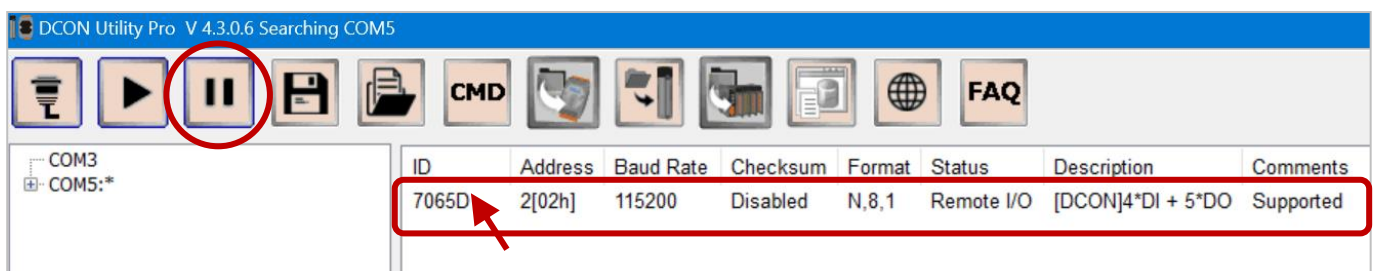 DCON Utility Pro V 4.3.0.6 Searching COM5
CMD FAQ
COM3
COM5:*
ID Address Baud Rate Checksum Format Status Description Comments
7065D 2[02h] 115200 Disabled N,8,1 Remote I/O [DCON]4*DI + 5*DO Supported